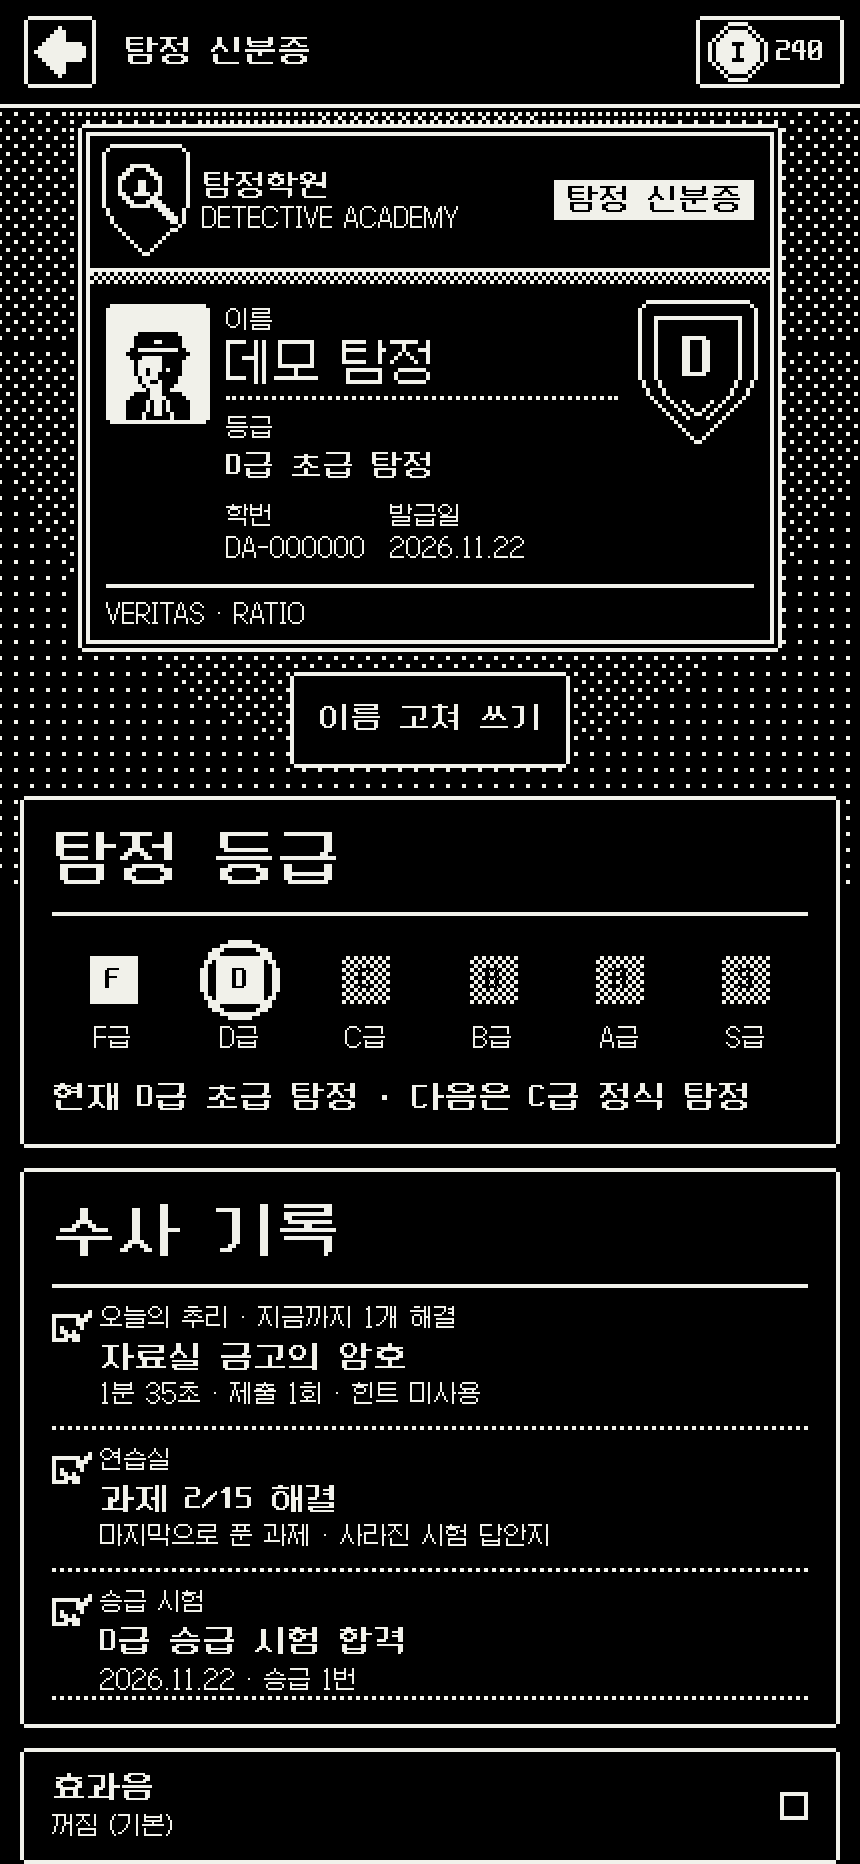 탐정 신분증
240
탐정학원
DETECTIVE ACADEMY
탐정 신분증
이름
데모 탐정
D
등급
D급 초급 탐정
학번 발급일
DA-000000 2026.11.22
VERITAS · RATIO
이름 고쳐 쓰기
탐정 등급
F D C B A S
F급 D급 C급 B급 A급 S급
현재 D급 초급 탐정 · 다음은 C급 정식 탐정
수사 기록
오늘의 추리 · 지금까지 1개 해결
자료실 금고의 암호
1분 35초 · 제출 1회 · 힌트 미사용
연습실
과제 2/15 해결
마지막으로 푼 과제 · 사라진 시험 답안지
승급 시험
D급 승급 시험 합격
2026.11.22 · 승급 1번
효과음
꺼짐 (기본)